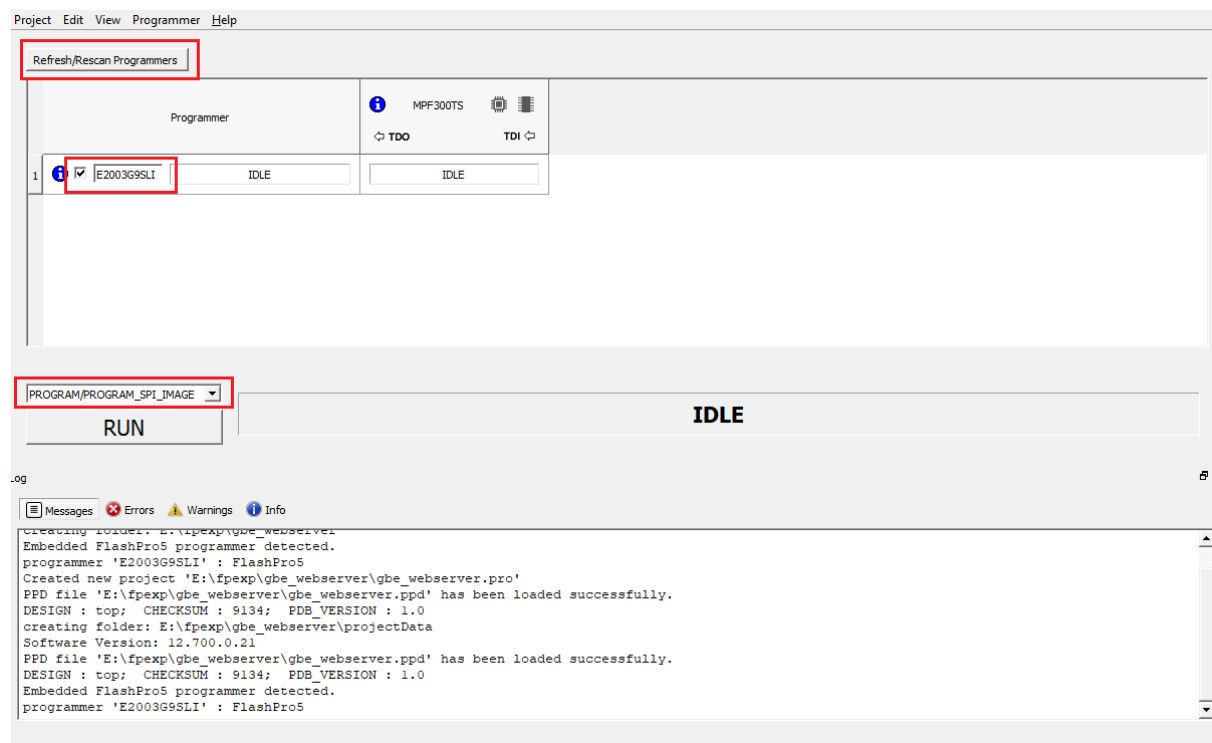 Project Edit View Programmer Help
Refresh/Rescan Programmers
Programmer
MPF300TS
TDO TDI
1 E2003G9SLI IDLE IDLE
PROGRAM/PROGRAM_SPI_IMAGE
RUN
IDLE
Log
Messages Errors Warnings Info
creating folder: E:\fpexp\gbe_webserver
Embedded FlashPro5 programmer detected.
programmer 'E2003G9SLI' : FlashPro5
Created new project 'E:\fpexp\gbe_webserver\gbe_webserver.pro'
PPD file 'E:\fpexp\gbe_webserver\gbe_webserver.ppd' has been loaded successfully.
DESIGN : top; CHECKSUM : 9134; PDB_VERSION : 1.0
creating folder: E:\fpexp\gbe_webserver\projectData
Software Version: 12.700.0.21
PPD file 'E:\fpexp\gbe_webserver\gbe_webserver.ppd' has been loaded successfully.
DESIGN : top; CHECKSUM : 9134; PDB_VERSION : 1.0
Embedded FlashPro5 programmer detected.
programmer 'E2003G9SLI' : FlashPro5